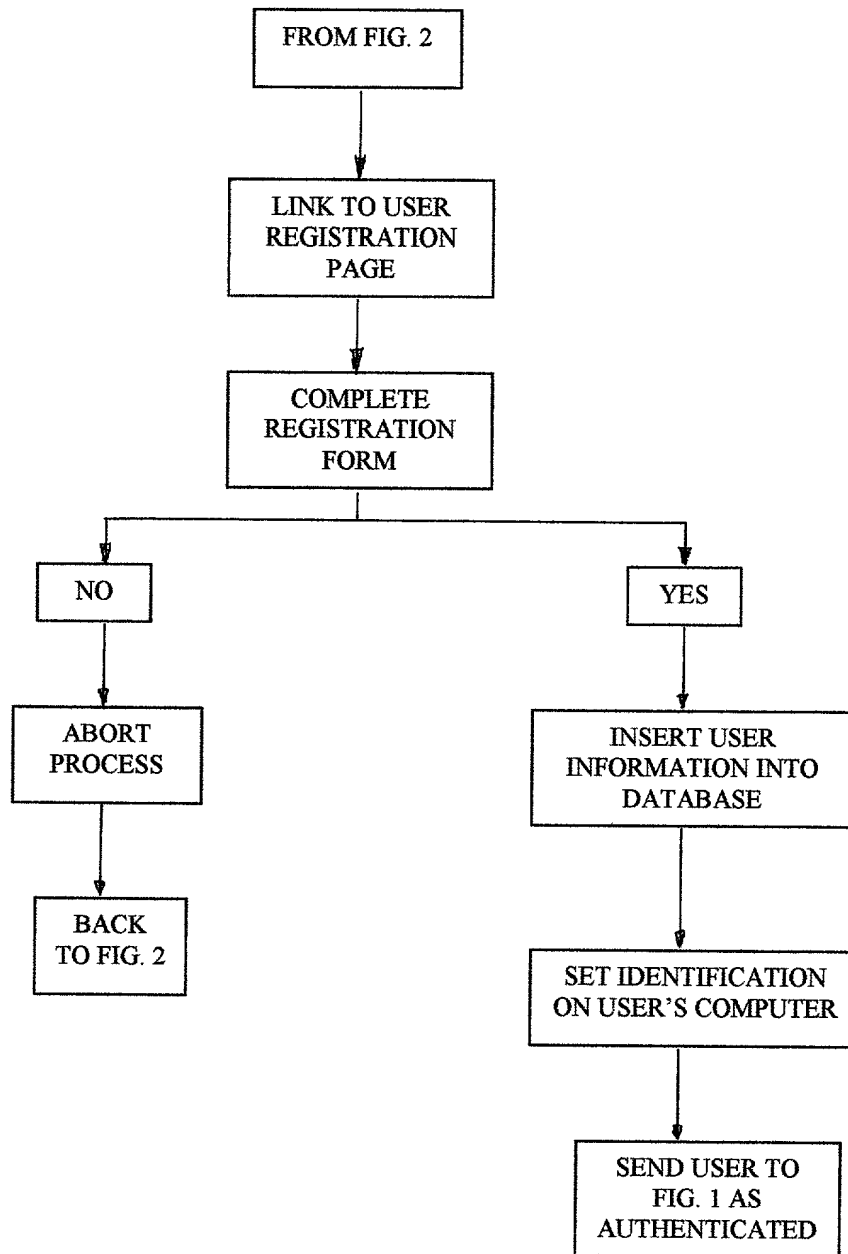 FROM FIG. 2
LINK TO USER
REGISTRATION
PAGE
COMPLETE
REGISTRATION
FORM
NO
YES
ABORT
PROCESS
INSERT USER
INFORMATION INTO
DATABASE
BACK
TO FIG. 2
SET IDENTIFICATION
ON USER'S COMPUTER
SEND USER TO
FIG. 1 AS
AUTHENTICATED